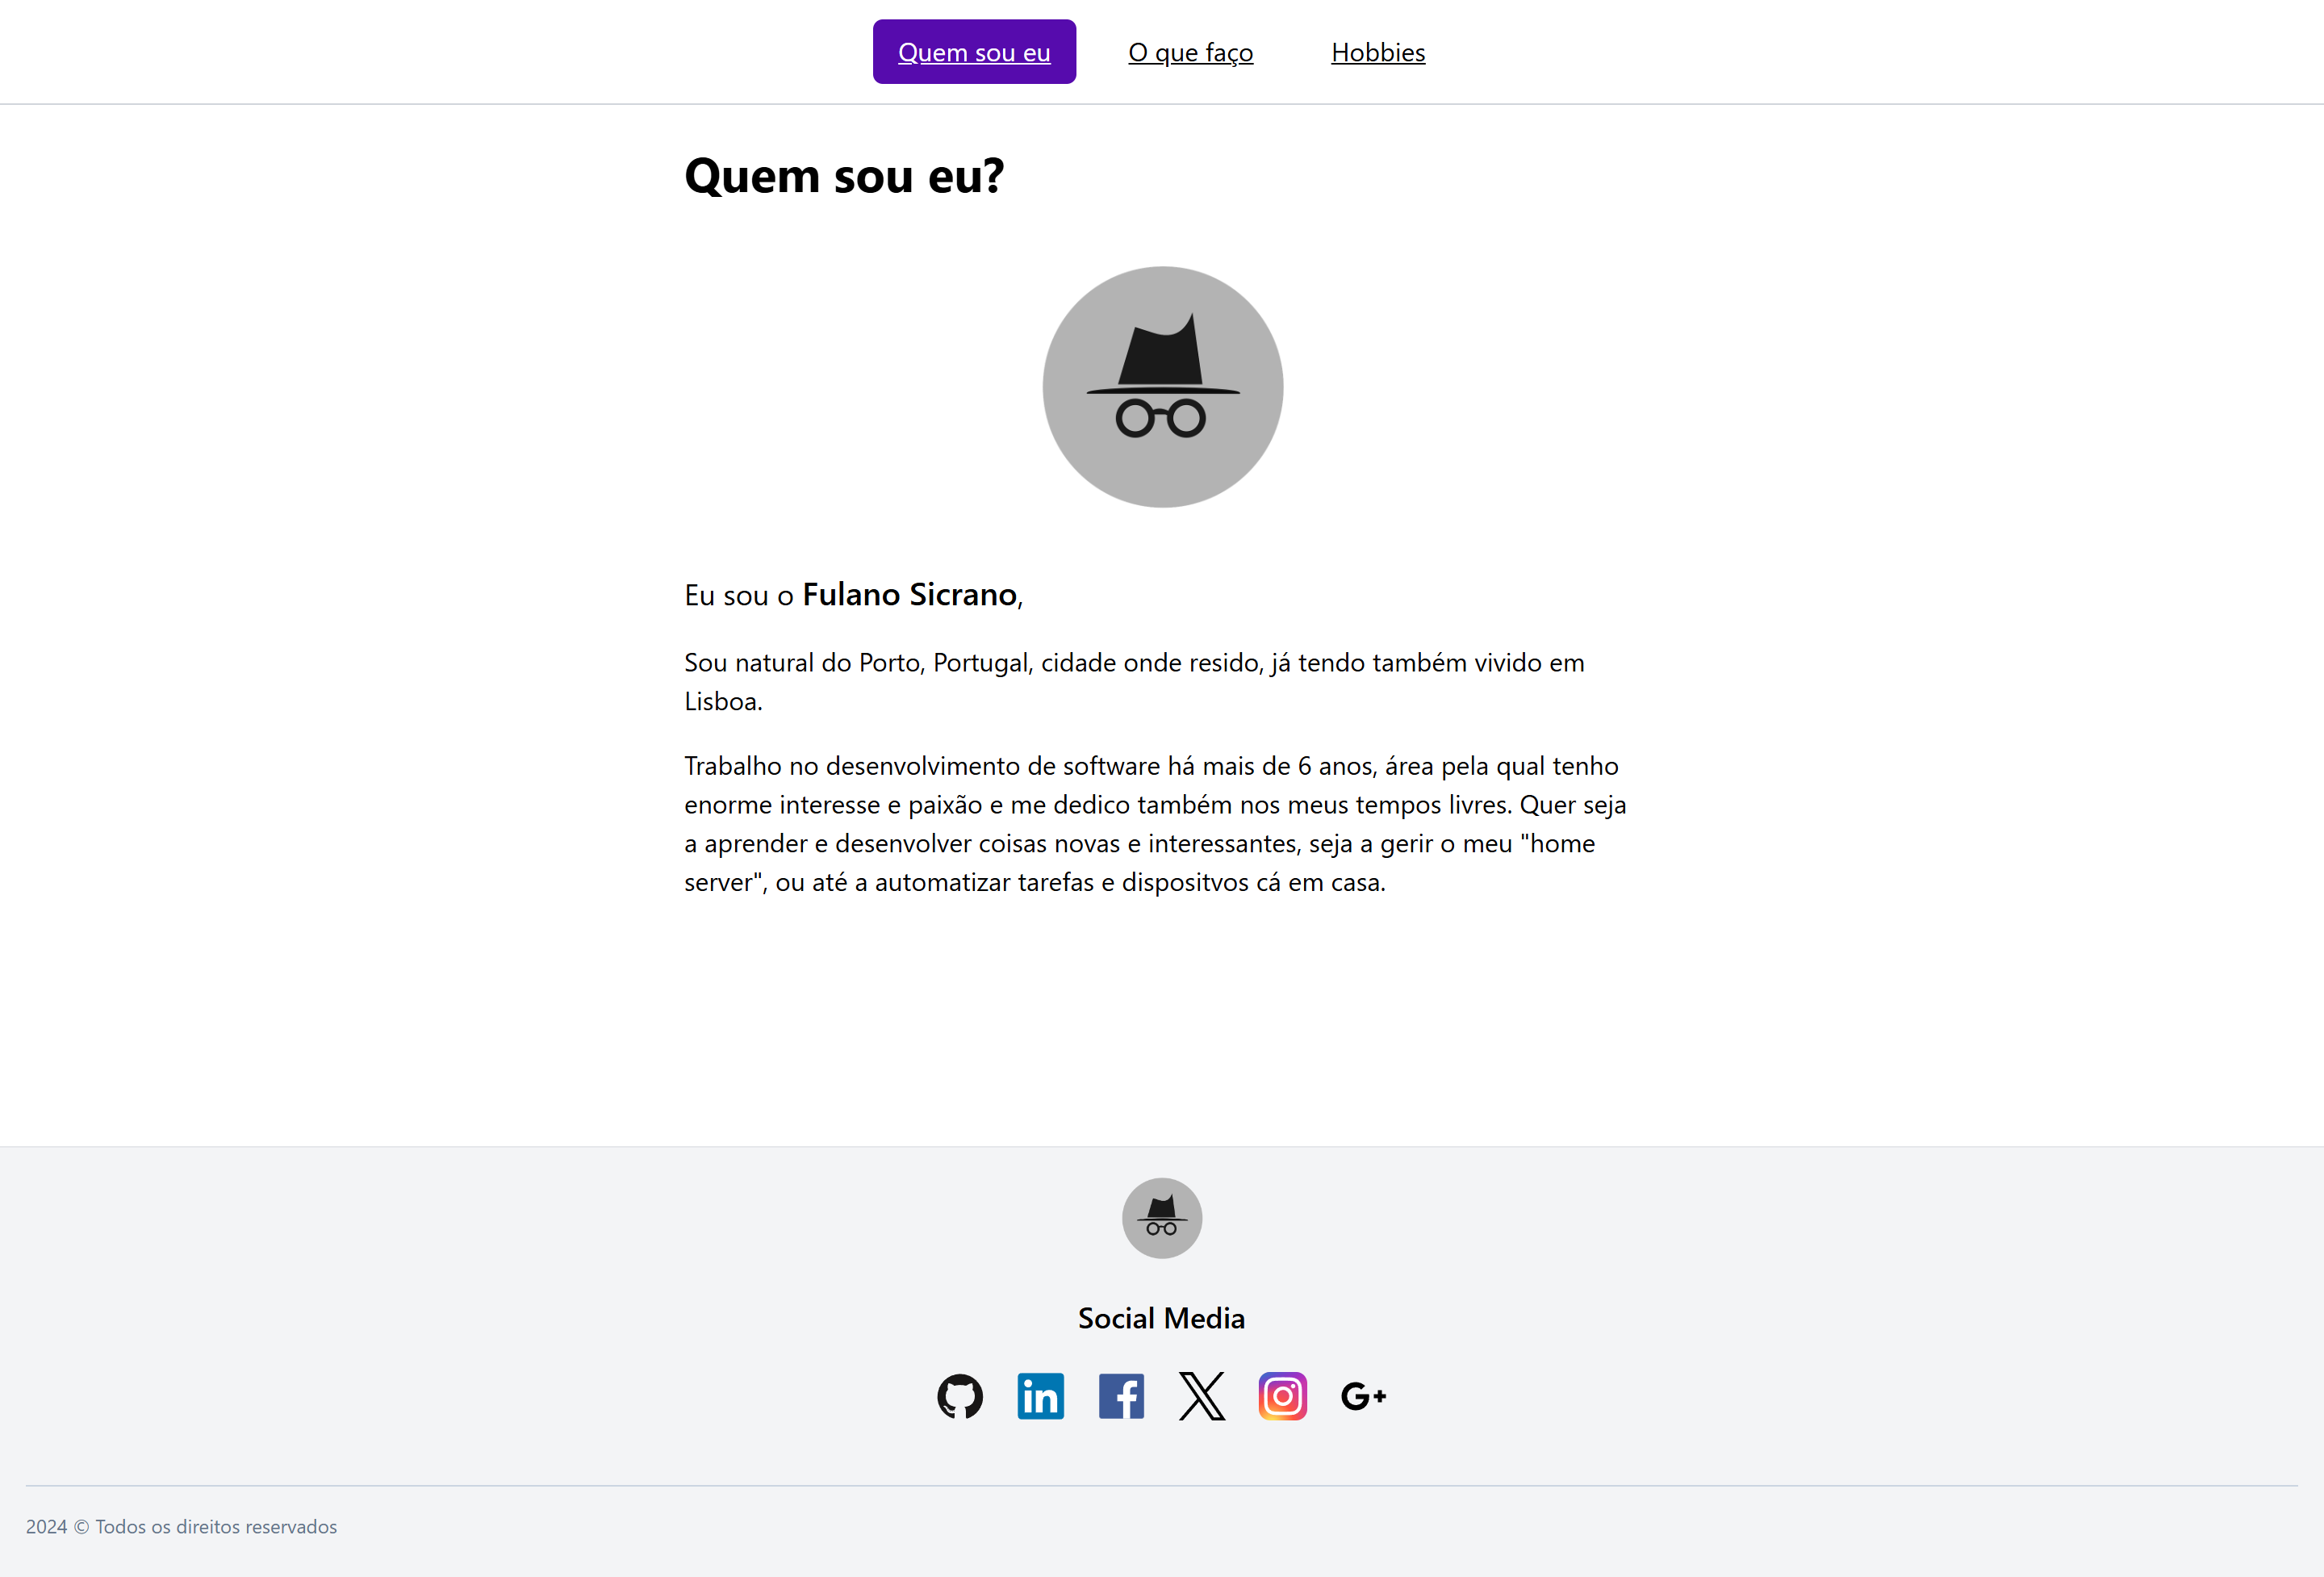 Quem sou eu
O que faço
Hobbies
Quem sou eu?
Eu sou o Fulano Sicrano,
Sou natural do Porto, Portugal, cidade onde resido, já tendo também vivido em
Lisboa.
Trabalho no desenvolvimento de software há mais de 6 anos, área pela qual tenho
enorme interesse e paixão e me dedico também nos meus tempos livres. Quer seja
a aprender e desenvolver coisas novas e interessantes, seja a gerir o meu "home
server", ou até a automatizar tarefas e dispositvos cá em casa.
Social Media
in
f
X
G+
2024 © Todos os direitos reservados